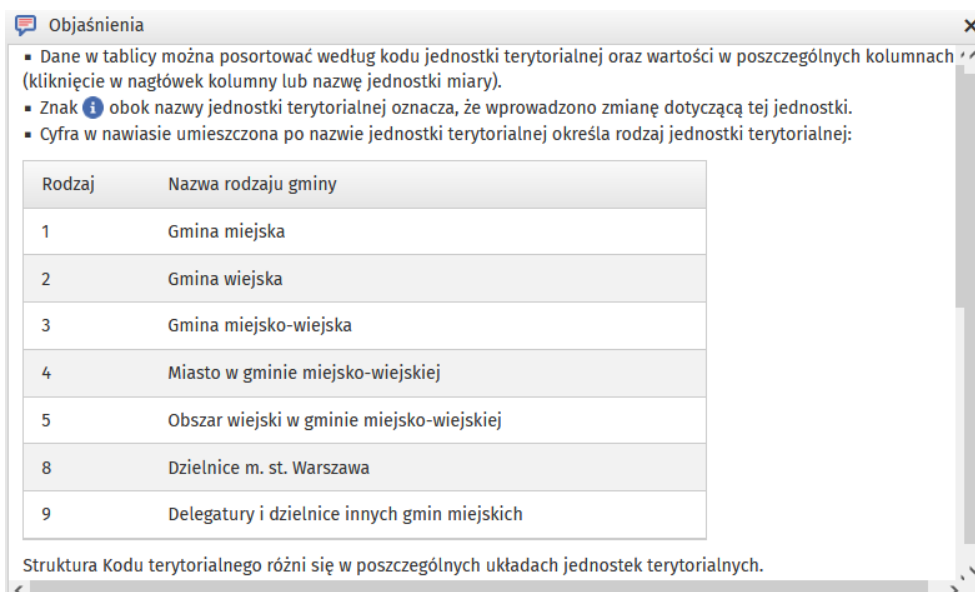 Objaśnienia
▪ Dane w tablicy można posortować według kodu jednostki terytorialnej oraz wartości w poszczególnych kolumnach
(kliknięcie w nagłówek kolumny lub nazwę jednostki miary).
▪ Znak i obok nazwy jednostki terytorialnej oznacza, że wprowadzono zmianę dotyczącą tej jednostki.
▪ Cyfra w nawiasie umieszczona po nazwie jednostki terytorialnej określa rodzaj jednostki terytorialnej:
Rodzaj Nazwa rodzaju gminy
1 Gmina miejska
2 Gmina wiejska
3 Gmina miejsko-wiejska
4 Miasto w gminie miejsko-wiejskiej
5 Obszar wiejski w gminie miejsko-wiejskiej
8 Dzielnice m. st. Warszawa
9 Delegatury i dzielnice innych gmin miejskich
Struktura Kodu terytorialnego różni się w poszczególnych układach jednostek terytorialnych.